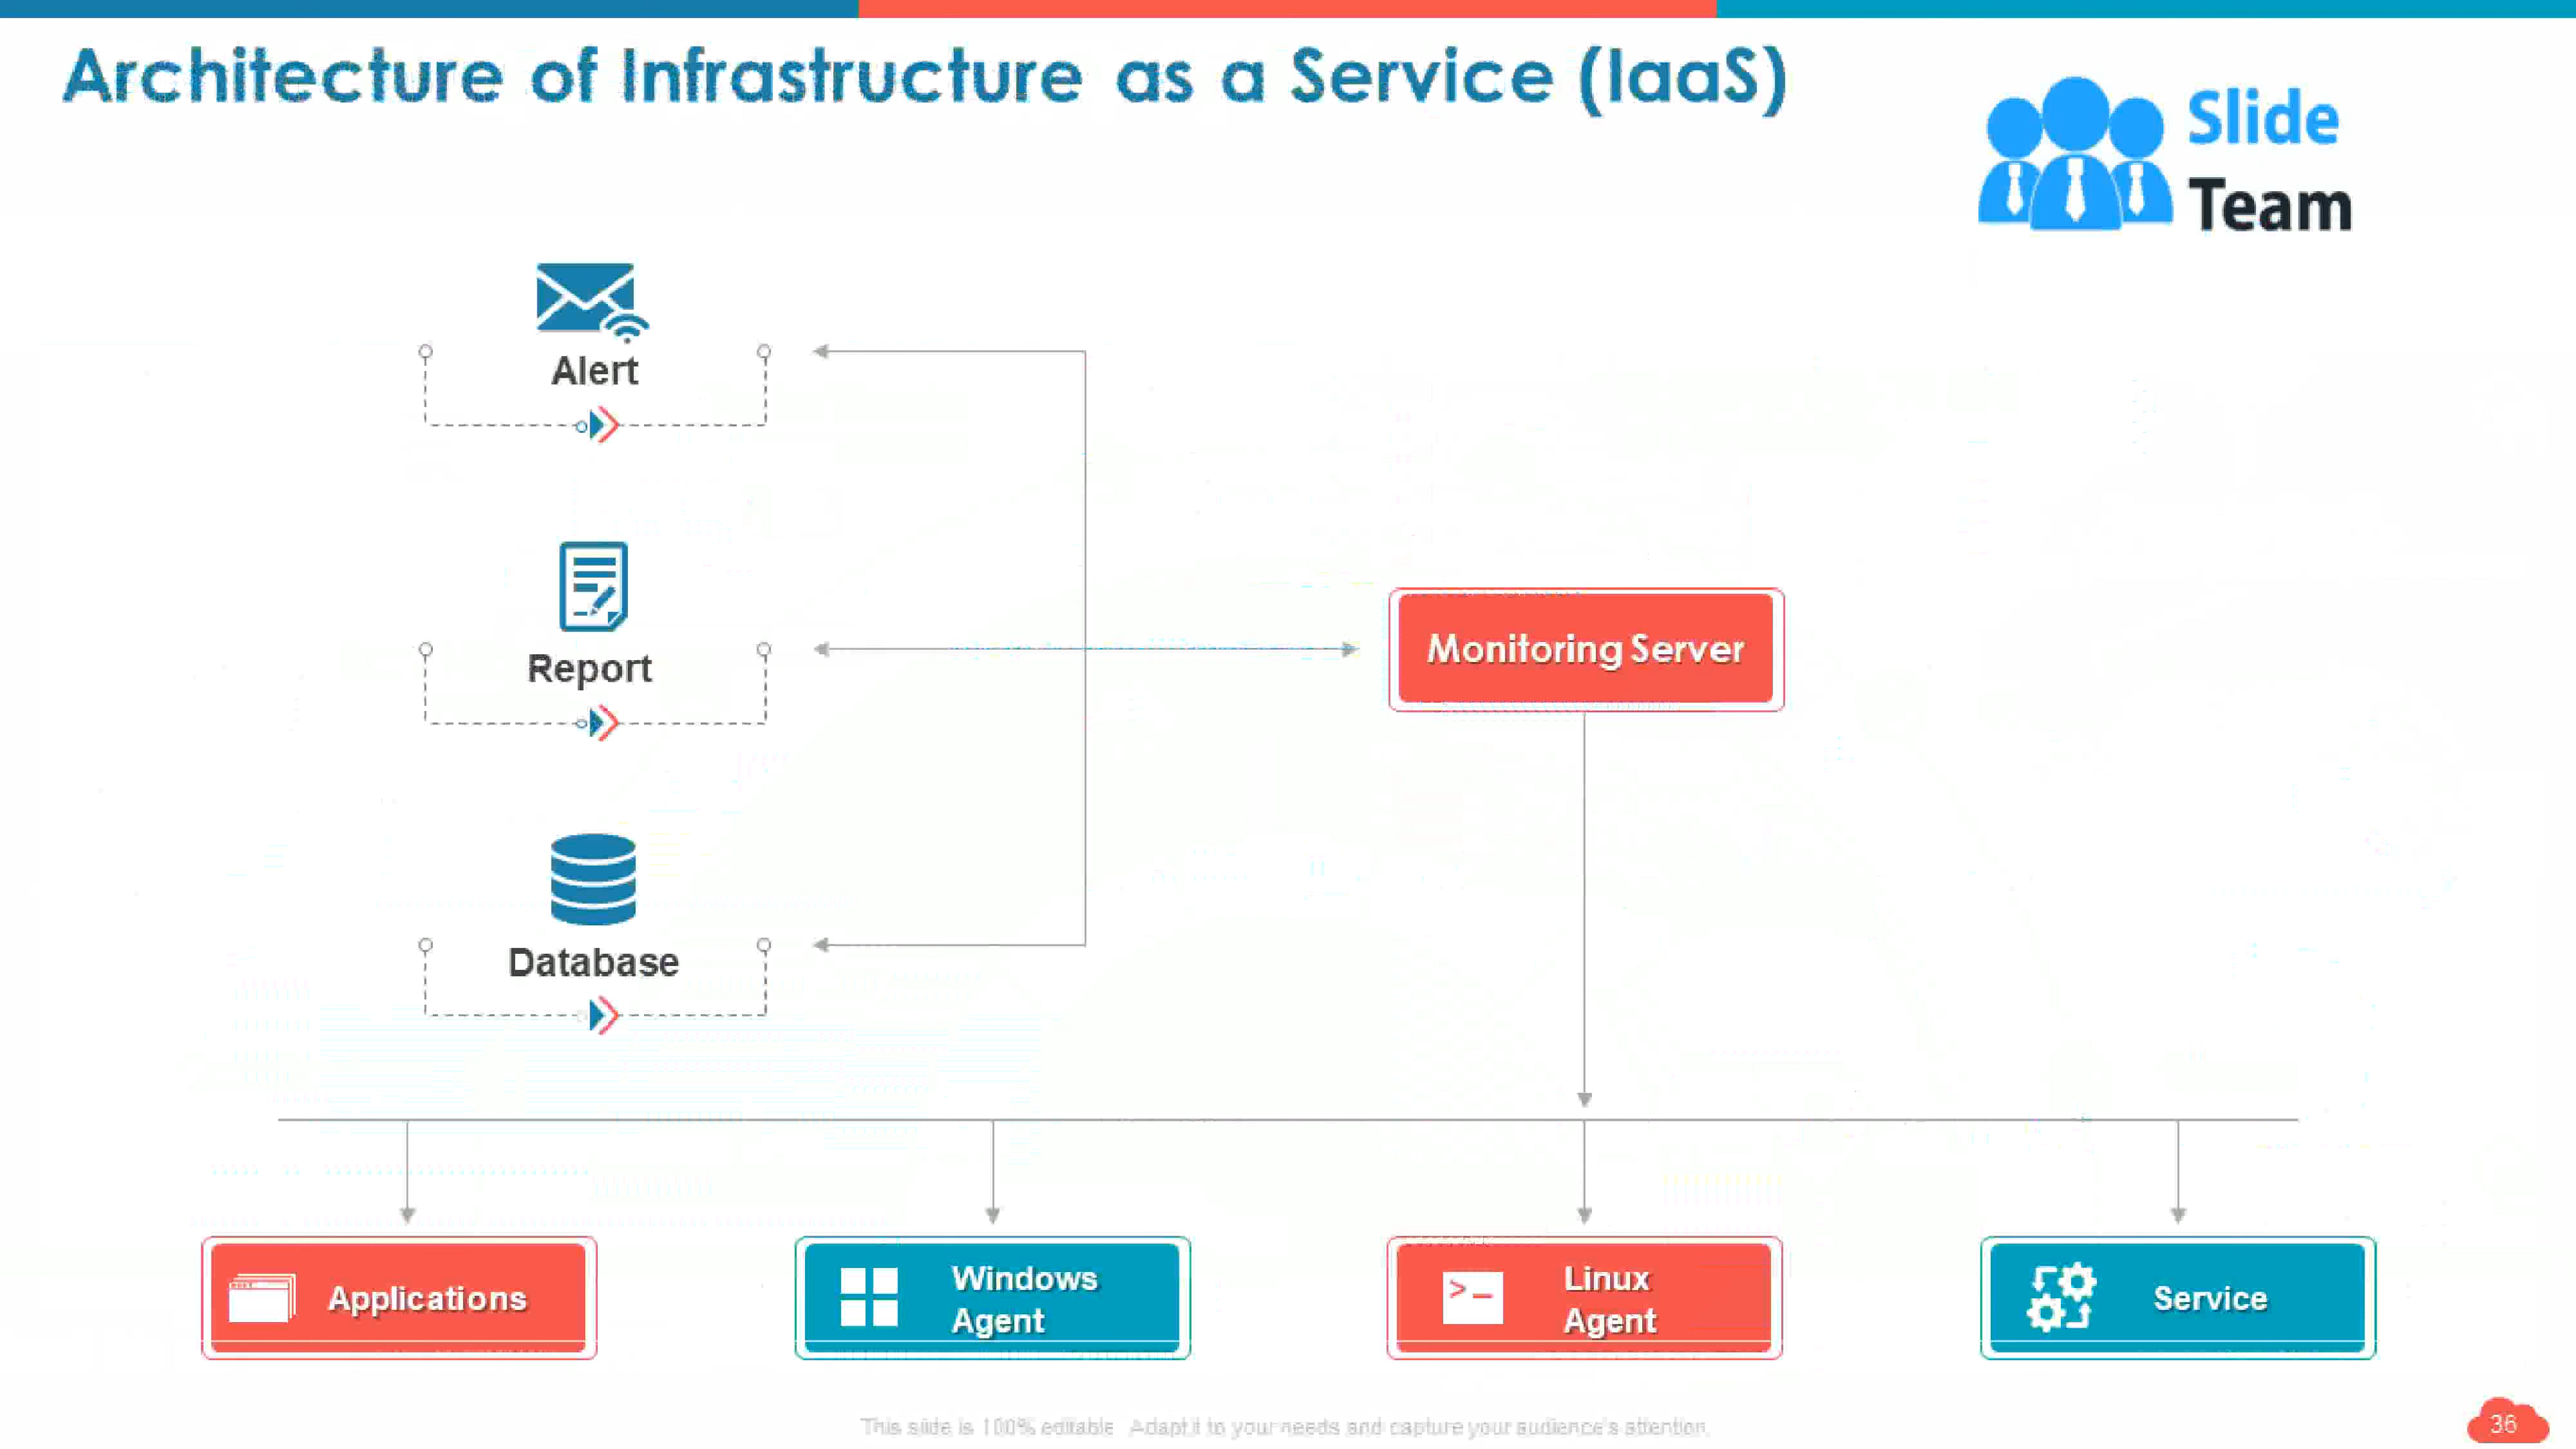 Architecture of Infrastructure as a Service (IaaS)
Slide
Team
Alert
Report
Monitoring Server
Database
Applications
Windows
Agent
Linux
Agent
Service
This slide is 100% editable. Adapt it to your needs and capture your audience's attention.
36